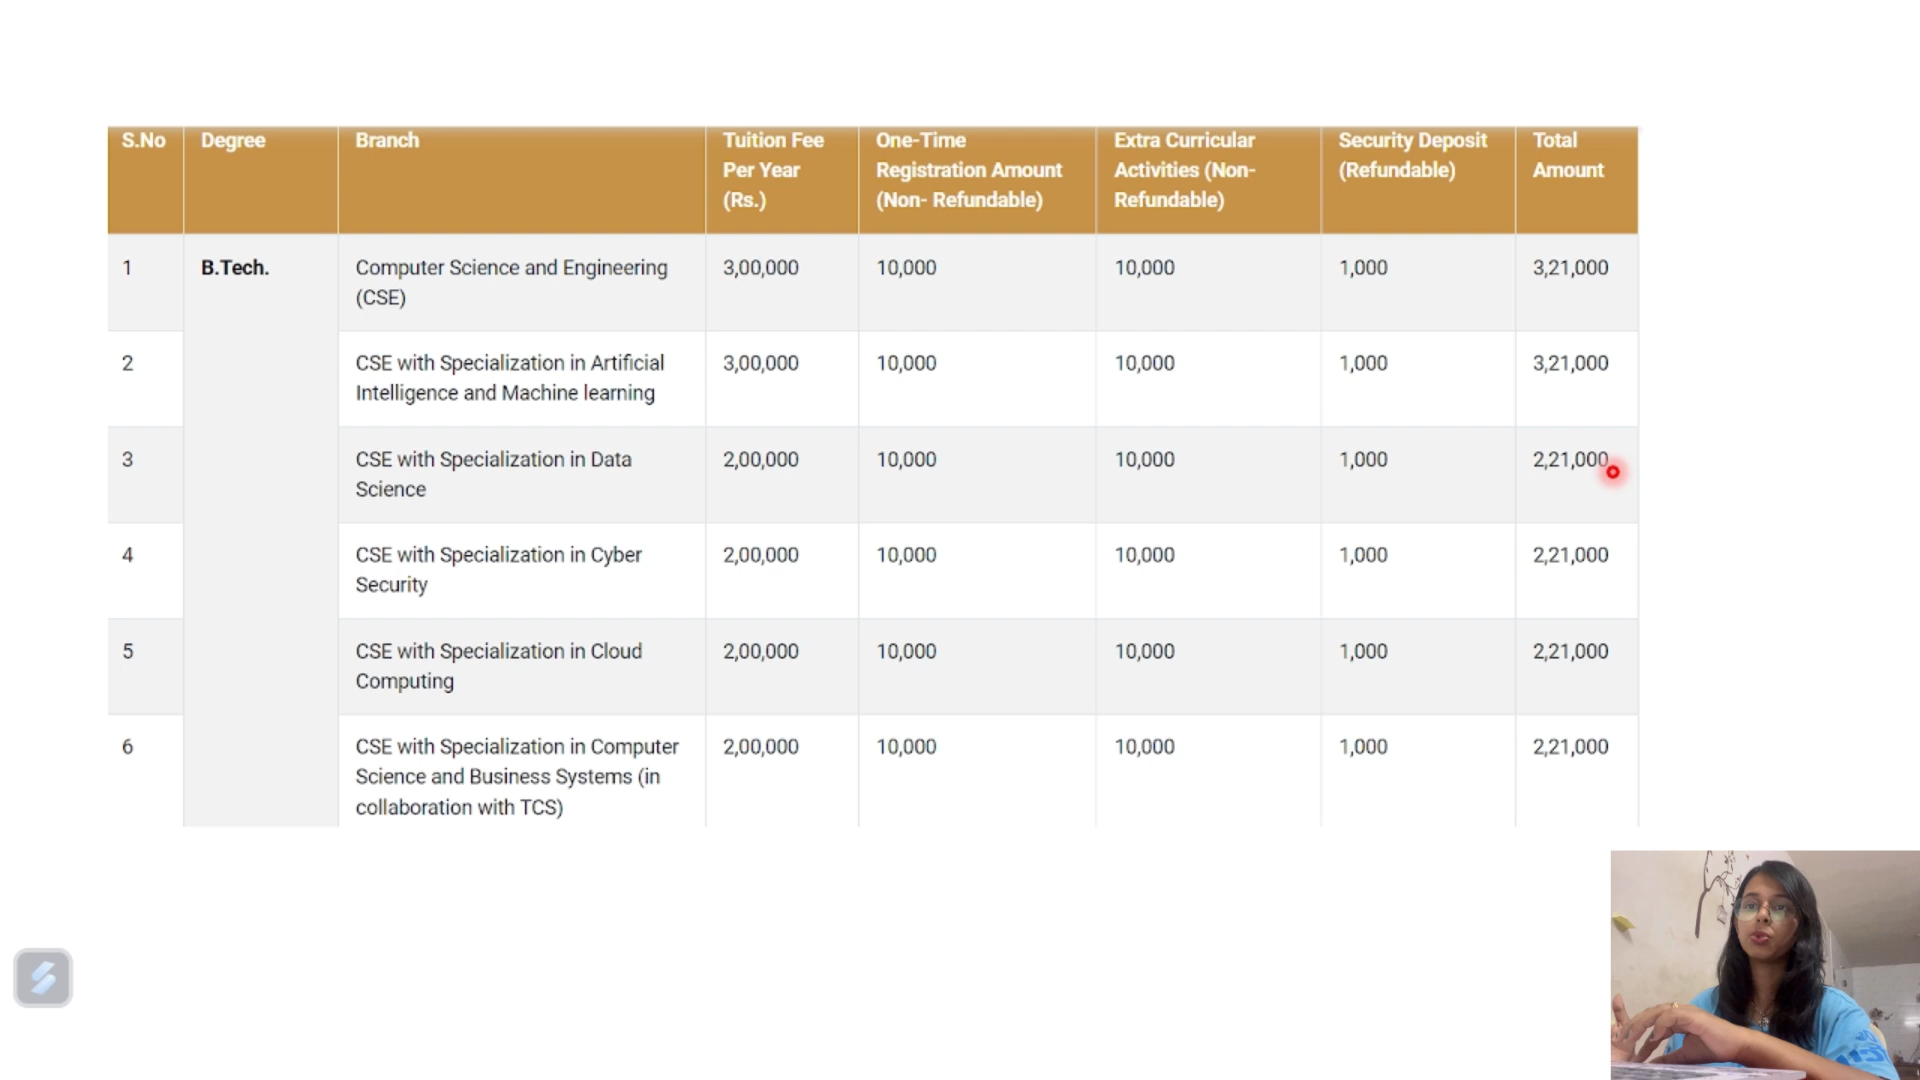 S.No Degree Branch Tuition Fee One-Time Extra Curricular Security Deposit Total
Per Year Registration Amount Activities (Non- (Refundable) Amount
(Rs.) (Non- Refundable) Refundable)
1 B.Tech. Computer Science and Engineering 3,00,000 10,000 10,000 1,000 3,21,000
(CSE)
2 CSE with Specialization in Artificial 3,00,000 10,000 10,000 1,000 3,21,000
Intelligence and Machine learning
3 CSE with Specialization in Data 2,00,000 10,000 10,000 1,000 2,21,000
Science
4 CSE with Specialization in Cyber 2,00,000 10,000 10,000 1,000 2,21,000
Security
5 CSE with Specialization in Cloud 2,00,000 10,000 10,000 1,000 2,21,000
Computing
6 CSE with Specialization in Computer 2,00,000 10,000 10,000 1,000 2,21,000
Science and Business Systems (in
collaboration with TCS)